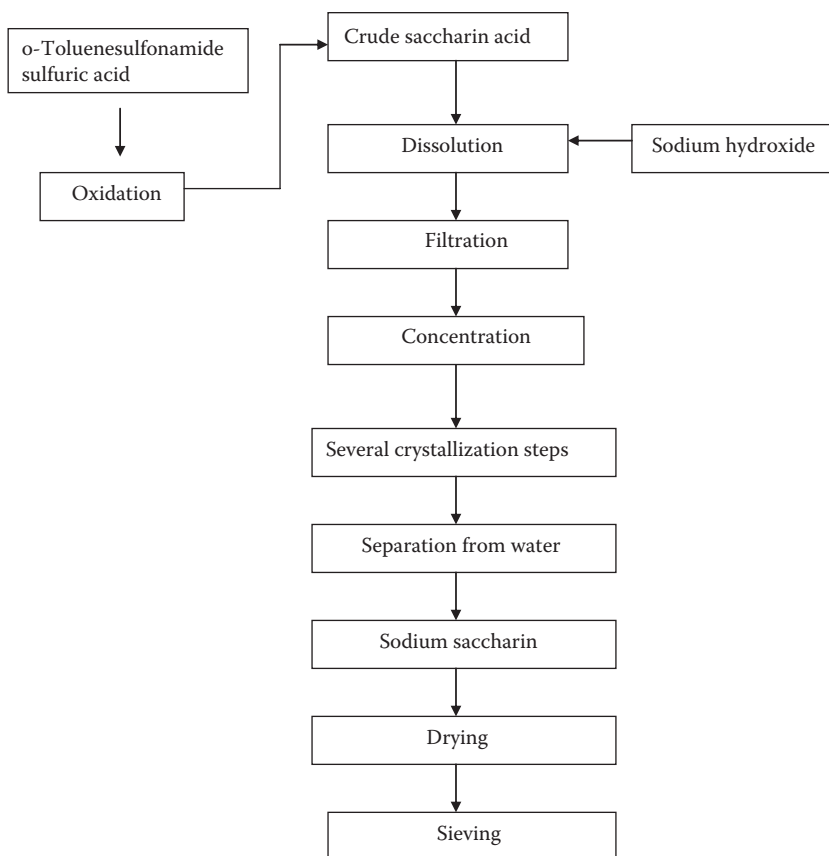 o-Toluenesulfonamide
sulfuric acid
Oxidation
Crude saccharin acid
Dissolution
Sodium hydroxide
Filtration
Concentration
Several crystallization steps
Separation from water
Sodium saccharin
Drying
Sieving